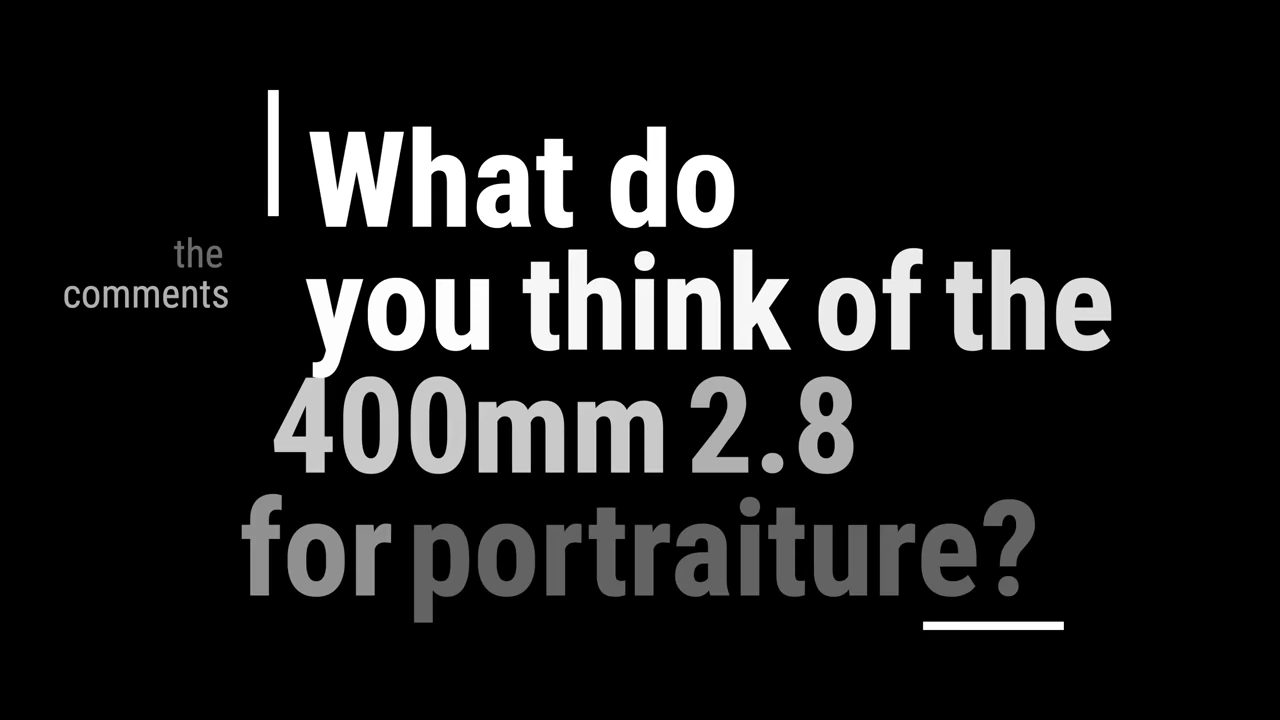 the
comments
What do
you think of the
400mm 2.8
for portraiture?